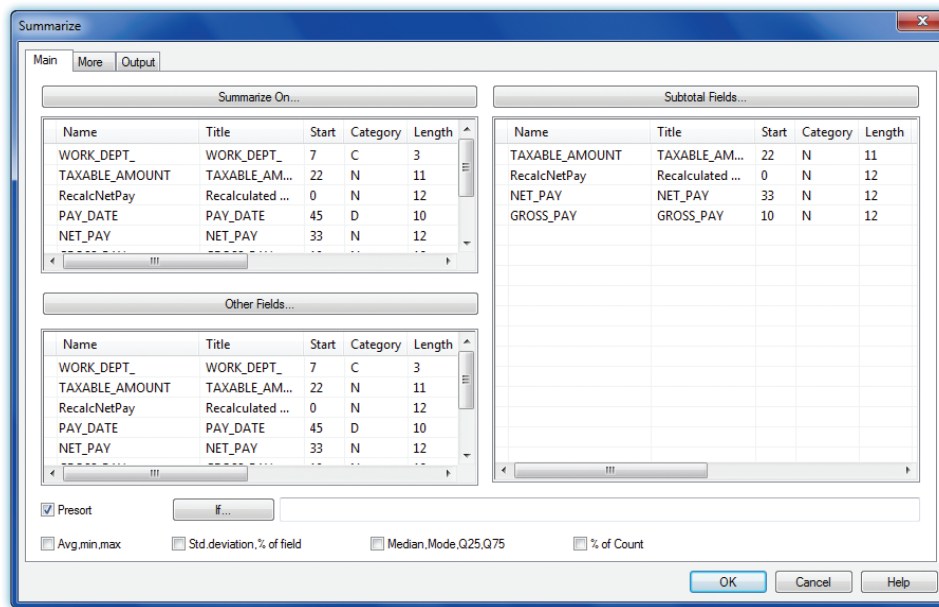 Summarize
Main More Output
Summarize On...
Name Title Start Category Length
WORK_DEPT_ WORK_DEPT_ 7 C 3
TAXABLE_AMOUNT TAXABLE_AM... 22 N 11
RecalcNetPay Recalculated ... 0 N 12
PAY_DATE PAY_DATE 45 D 10
NET_PAY NET_PAY 33 N 12
Other Fields...
Name Title Start Category Length
WORK_DEPT_ WORK_DEPT_ 7 C 3
TAXABLE_AMOUNT TAXABLE_AM... 22 N 11
RecalcNetPay Recalculated ... 0 N 12
PAY_DATE PAY_DATE 45 D 10
NET_PAY NET_PAY 33 N 12
Subtotal Fields...
Name Title Start Category Length
TAXABLE_AMOUNT TAXABLE_AM... 22 N 11
RecalcNetPay Recalculated ... 0 N 12
NET_PAY NET_PAY 33 N 12
GROSS_PAY GROSS_PAY 10 N 12
Presort If...
Avg,min,max Std.deviation,% of field Median,Mode,Q25,Q75 % of Count
OK Cancel Help